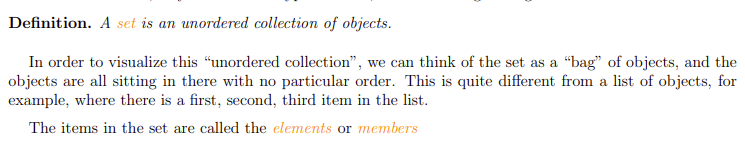 Definition. A set is an unordered collection of objects.
In order to visualize this “unordered collection”, we can think of the set as a “bag” of objects, and the
objects are all sitting in there with no particular order. This is quite different from a list of objects, for
example, where there is a first, second, third item in the list.
The items in the set are called the elements or members